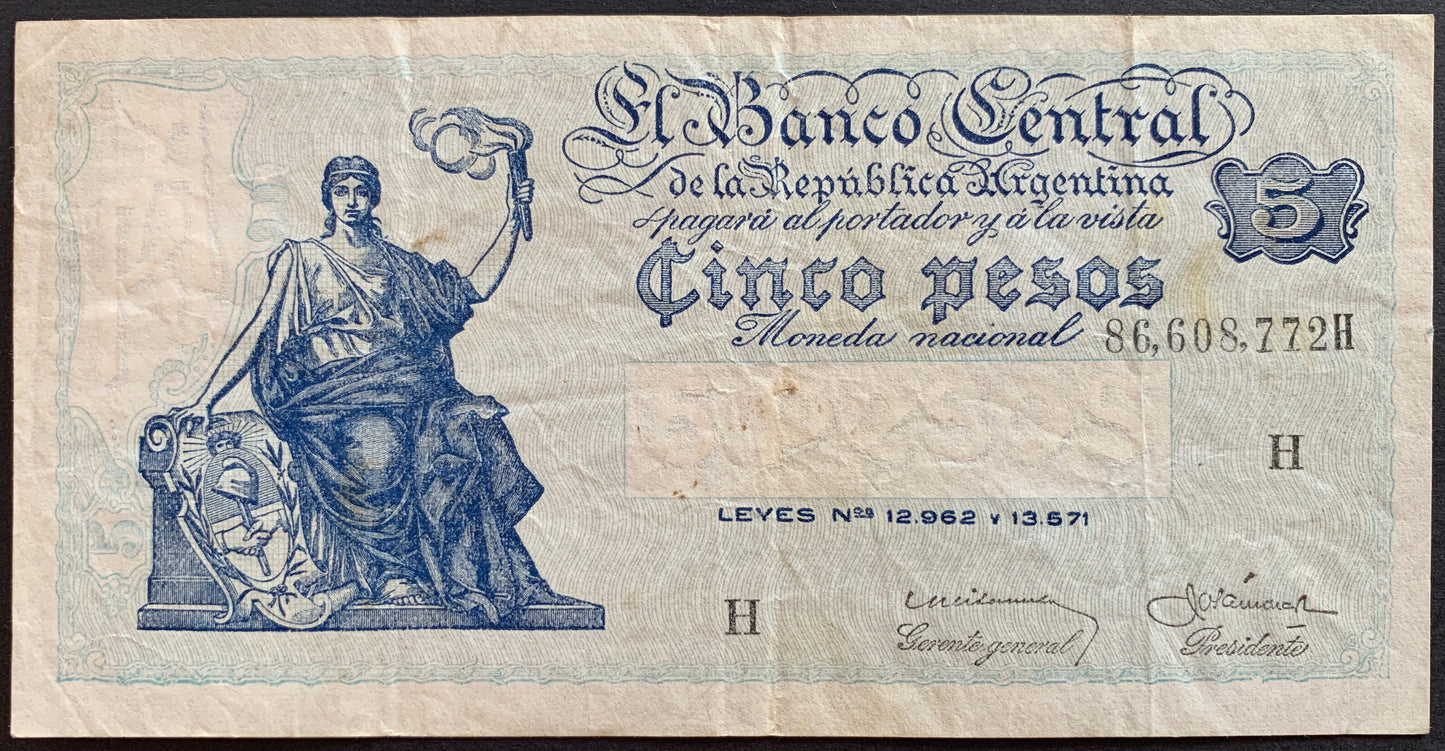 El Banco Central
de la República Argentina
pagará al portador y á la vista
5
Cinco pesos
Moneda nacional
86,608,772H
H
LEYES Nos 12.962 Y 13.571
H
Gerente general
Presidente
5